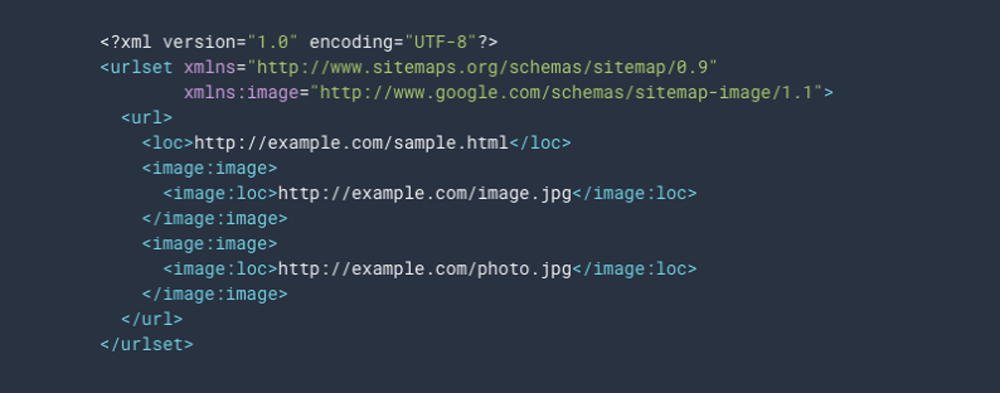 <?xml version="1.0" encoding="UTF-8"?>
<urlset xmlns="http://www.sitemaps.org/schemas/sitemap/0.9"
        xmlns:image="http://www.google.com/schemas/sitemap-image/1.1">
  <url>
    <loc>http://example.com/sample.html</loc>
    <image:image>
      <image:loc>http://example.com/image.jpg</image:loc>
    </image:image>
    <image:image>
      <image:loc>http://example.com/photo.jpg</image:loc>
    </image:image>
  </url>
</urlset>